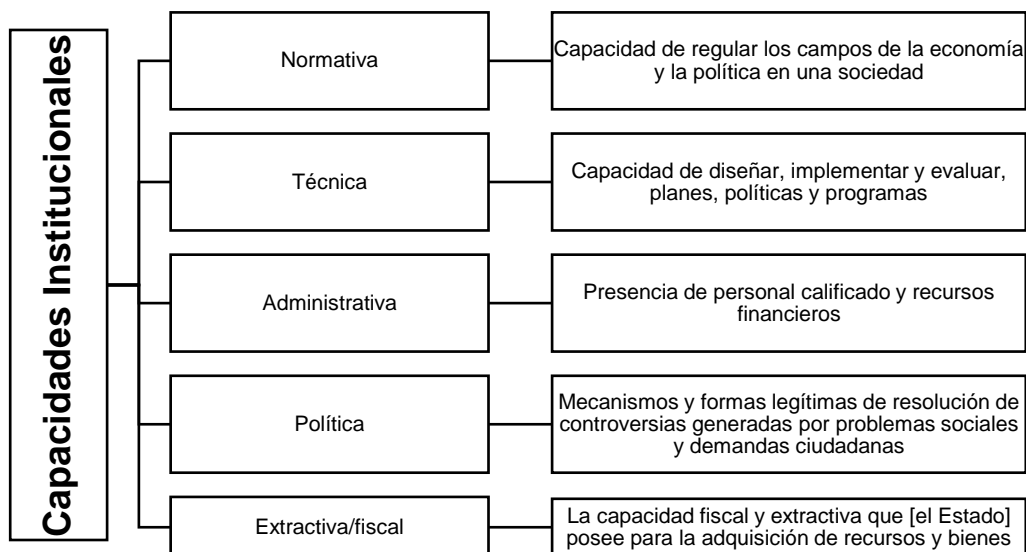 Capacidades Institucionales
Normativa
Capacidad de regular los campos de la economía
y la política en una sociedad
Técnica
Capacidad de diseñar, implementar y evaluar,
planes, políticas y programas
Administrativa
Presencia de personal calificado y recursos
financieros
Política
Mecanismos y formas legítimas de resolución de
controversias generadas por problemas sociales
y demandas ciudadanas
Extractiva/fiscal
La capacidad fiscal y extractiva que [el Estado]
posee para la adquisición de recursos y bienes